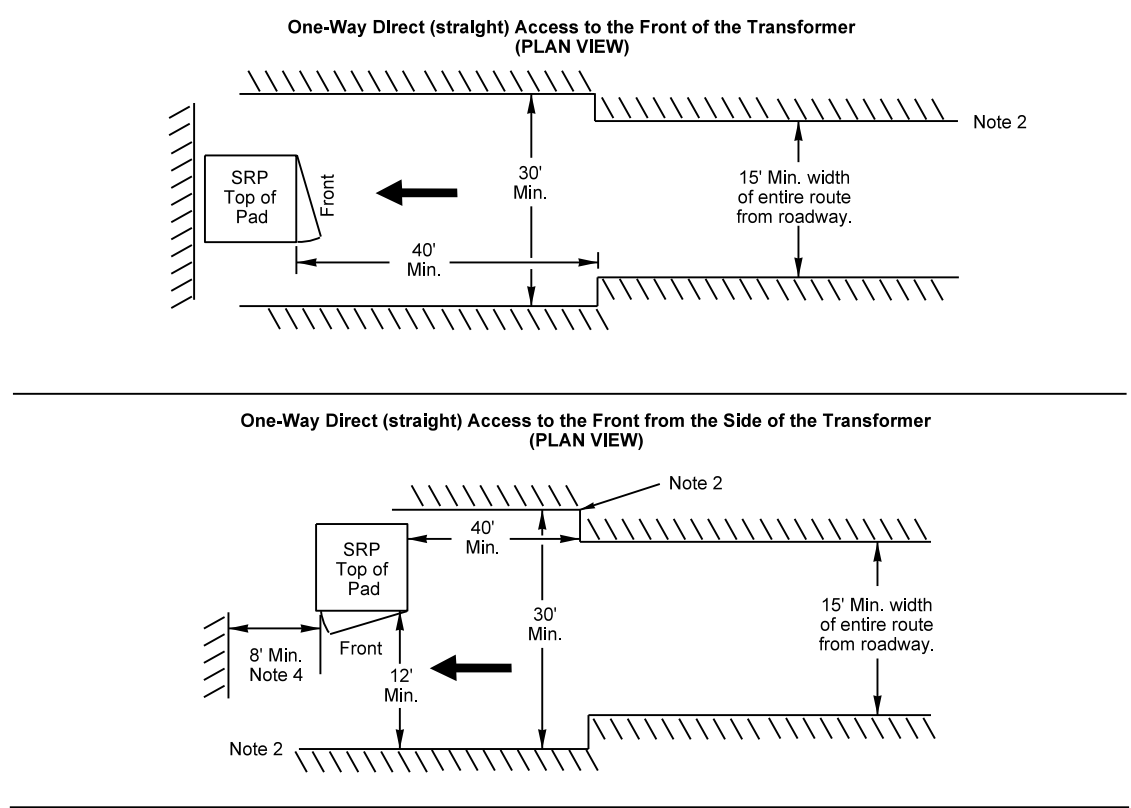 One-Way DIrect (straIght) Access to the Front of the Transformer
(PLAN VIEW)
Note 2
SRP
Top of
Pad
Front
30'
Min.
15' Min. width
of entire route
from roadway.
40'
Min.
One-Way Direct (straight) Access to the Front from the Side of the Transformer
(PLAN VIEW)
Note 2
40'
Min.
SRP
Top of
Pad
30'
Min.
15' Min. width
of entire route
from roadway.
Front
8' Min.
Note 4
12'
Min.
Note 2